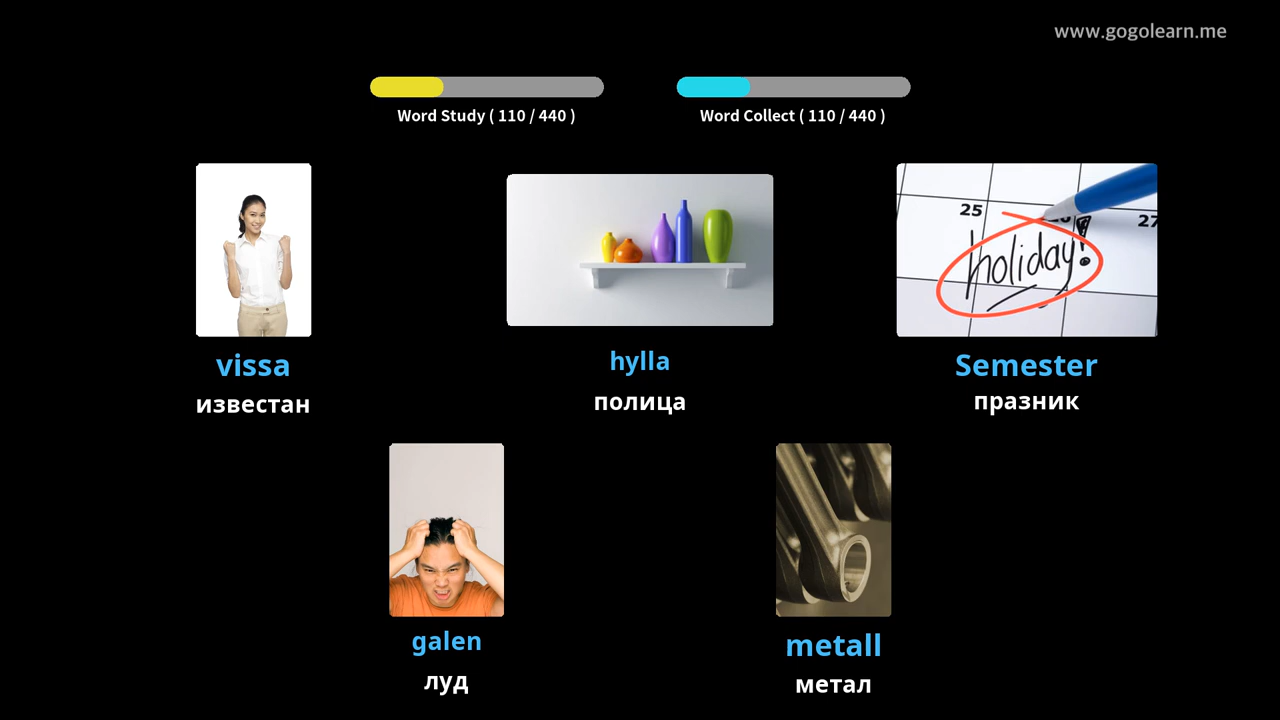 www.gogolearn.me
Word Study ( 110 / 440 )
Word Collect ( 110 / 440 )
25
27
holiday!
vissa
известан
hylla
полица
Semester
празник
galen
луд
metall
метал